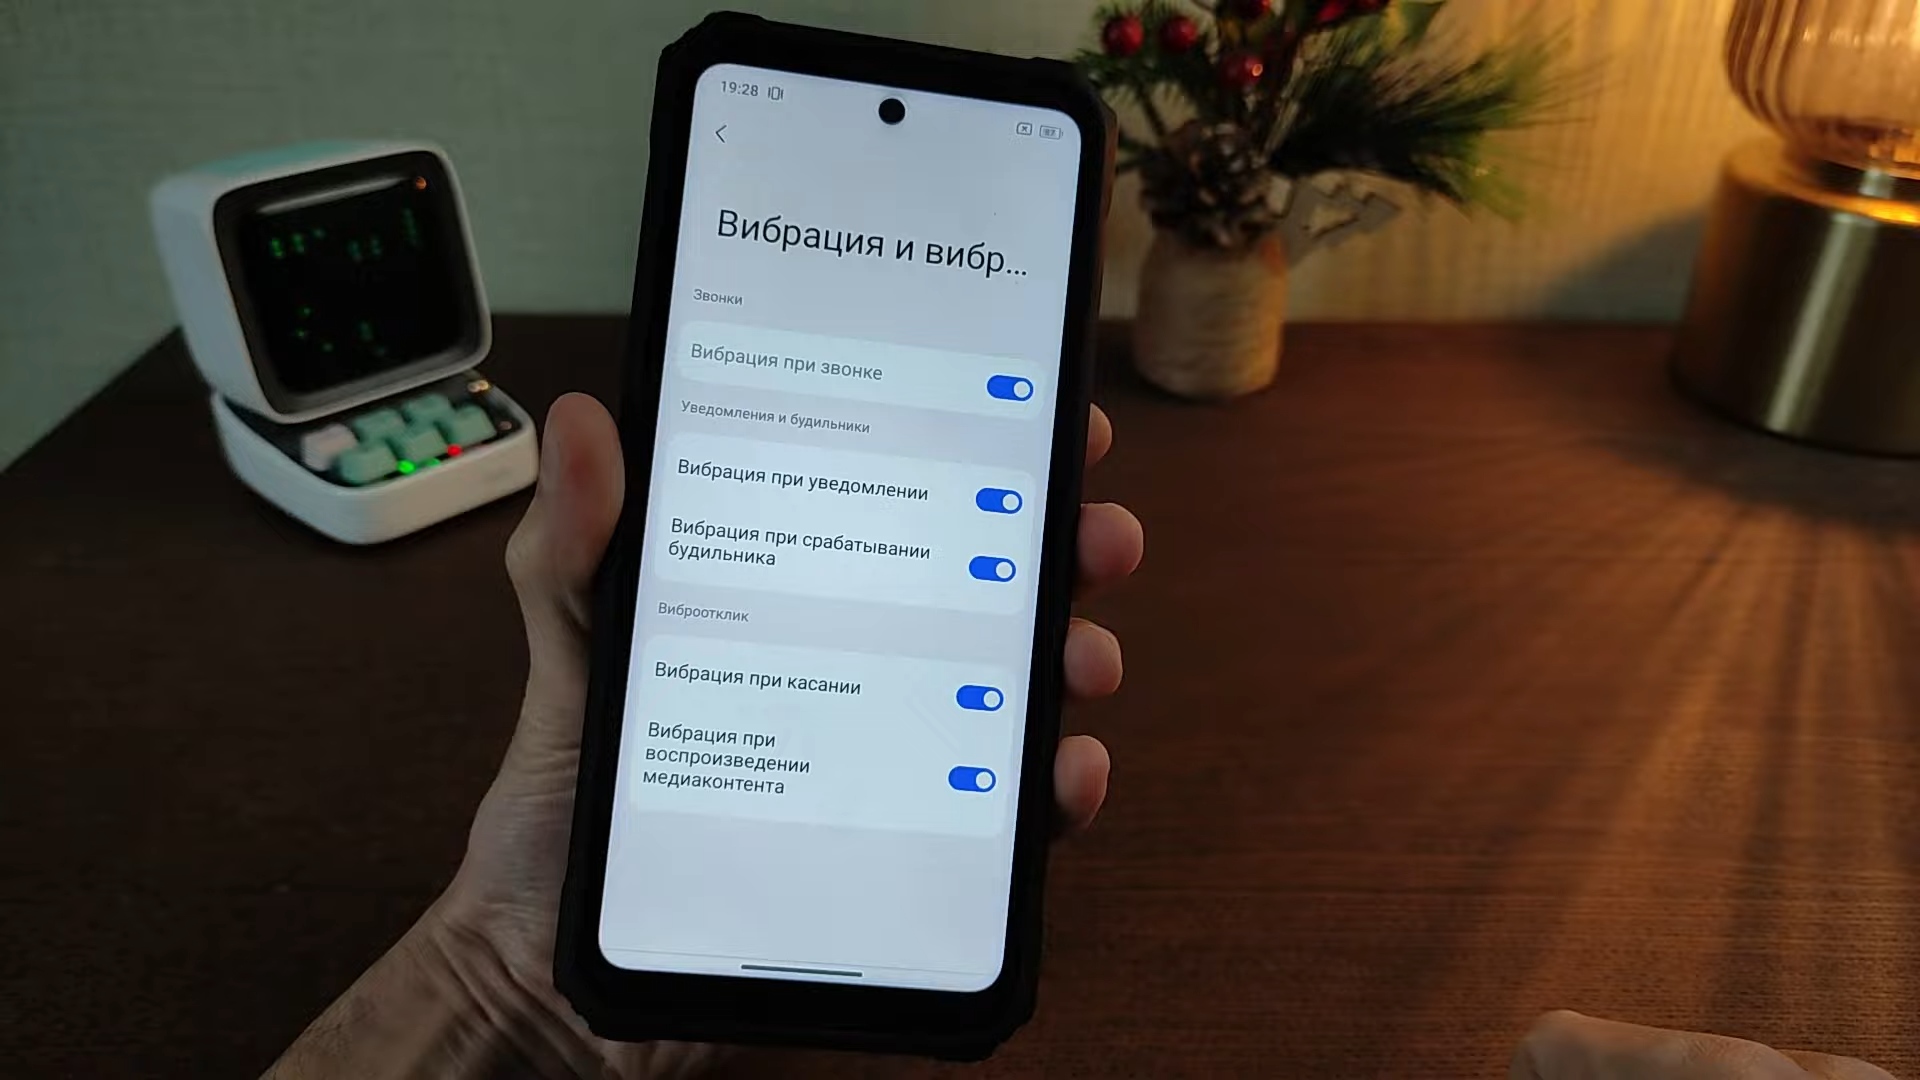 19:28
Вибрация и вибр...
Звонки
Вибрация при звонке
Уведомления и будильники
Вибрация при уведомлении
Вибрация при срабатывании
будильника
Виброотклик
Вибрация при касании
Вибрация при
воспроизведении
медиаконтента